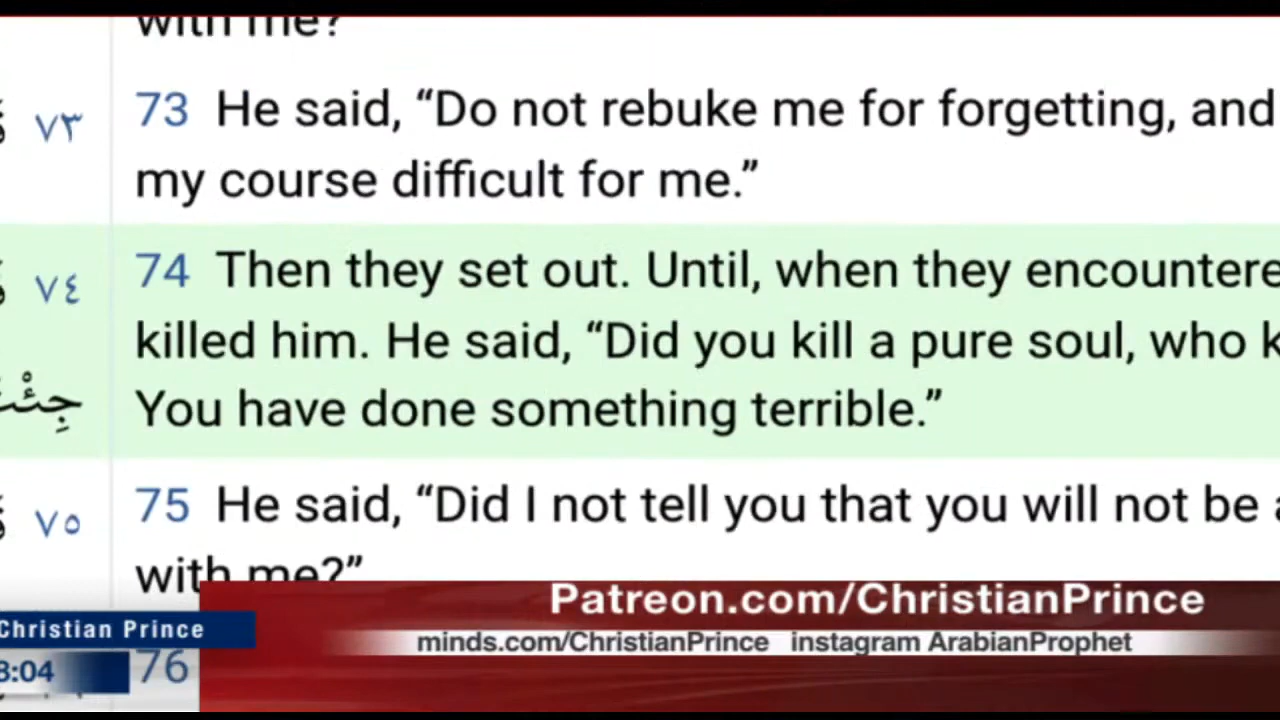 with me?
73 He said, “Do not rebuke me for forgetting, and
٧٣
my course difficult for me.”
74 Then they set out. Until, when they encountere
٧٤
killed him. He said, “Did you kill a pure soul, who k
You have done something terrible.”
75 He said, “Did I not tell you that you will not be a
٧٥
with me?”
Patreon.com/ChristianPrince
Christian Prince
minds.com/ChristianPrince instagram ArabianProphet
8:04
76